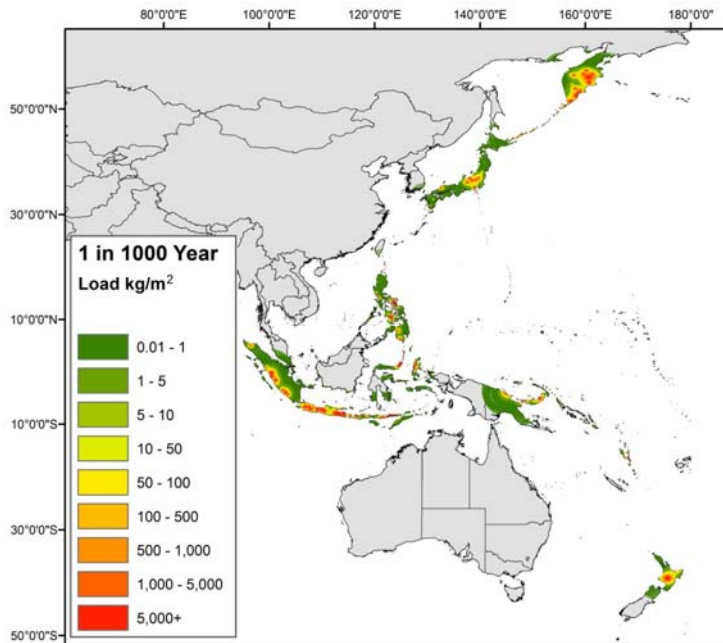 80°0'0"E 100°0'0"E 120°0'0"E 140°0'0"E 160°0'0"E 180°0'0"
50°0'0"N
30°0'0"N
10°0'0"N
10°0'0"S
30°0'0"S
50°0'0"S
1 in 1000 Year
Load kg/m²
0.01 - 1
1 - 5
5 - 10
10 - 50
50 - 100
100 - 500
500 - 1,000
1,000 - 5,000
5,000+